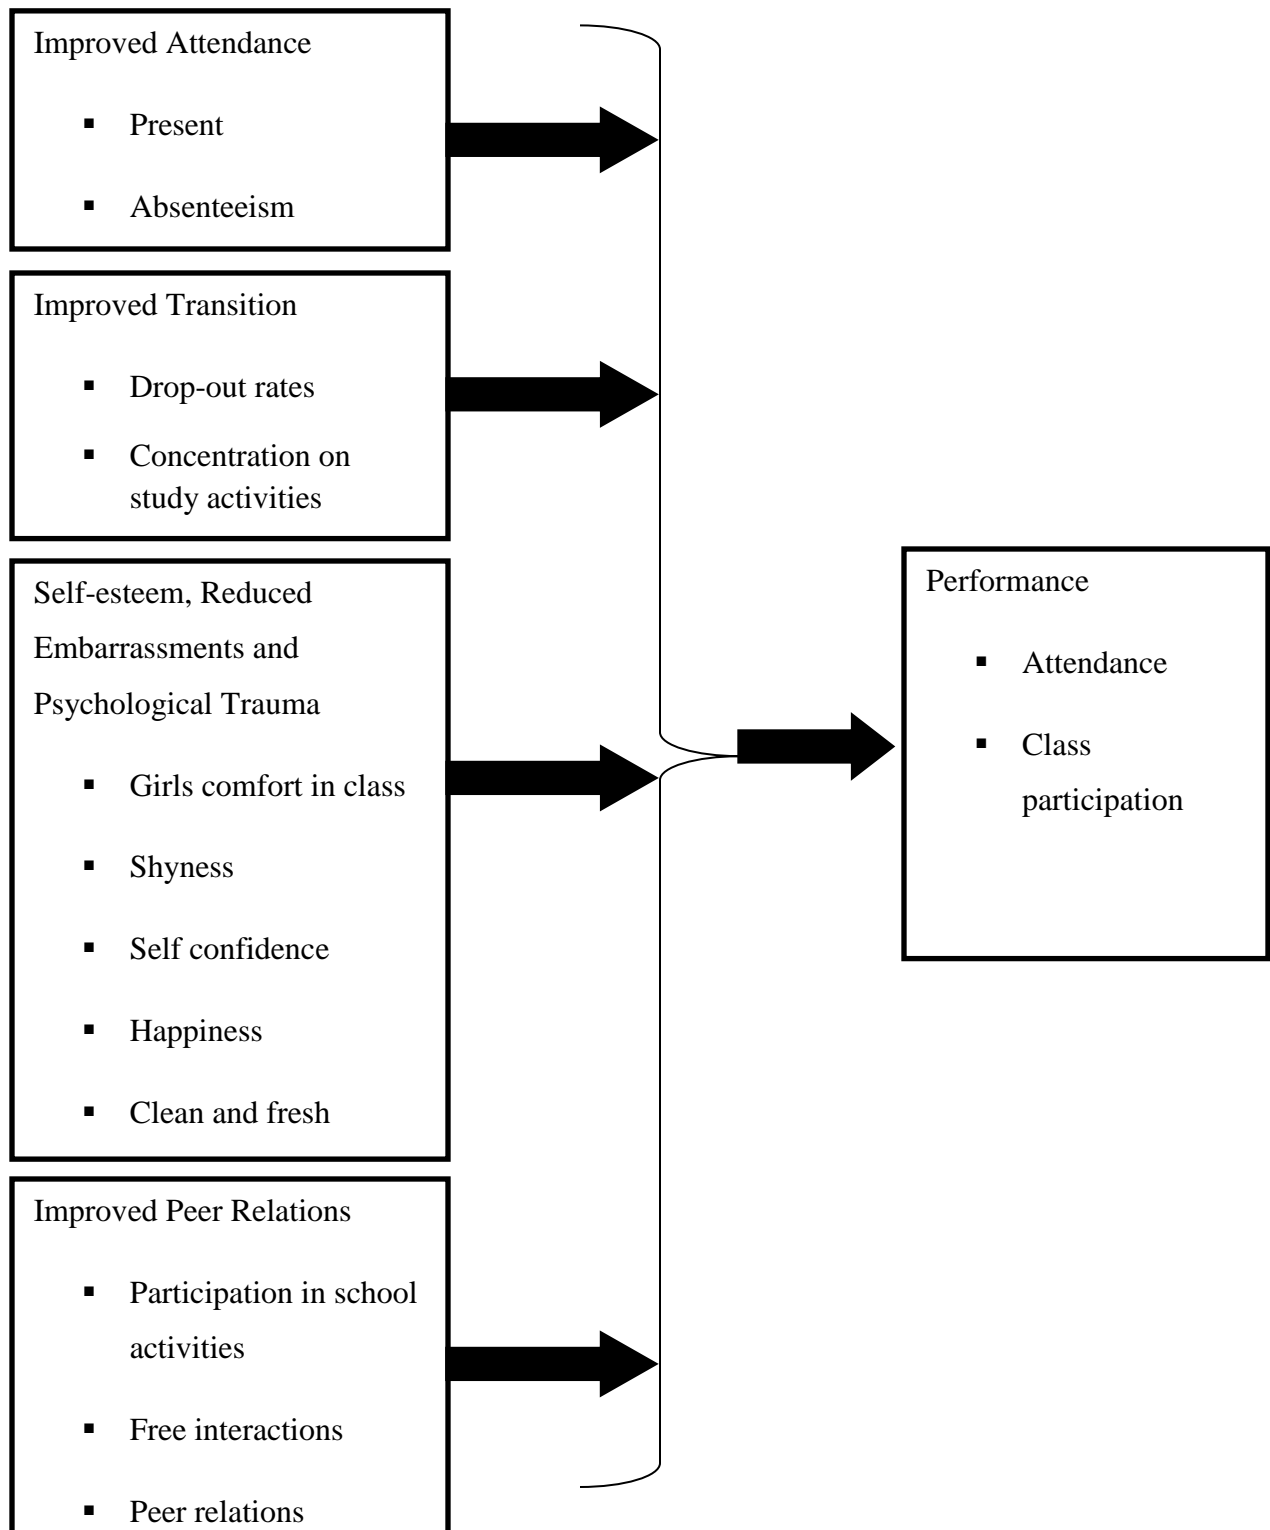 Improved Attendance
▪ Present
▪ Absenteeism
Improved Transition
▪ Drop-out rates
▪ Concentration on
study activities
Self-esteem, Reduced
Embarrassments and
Psychological Trauma
▪ Girls comfort in class
▪ Shyness
▪ Self confidence
▪ Happiness
▪ Clean and fresh
Improved Peer Relations
▪ Participation in school
activities
▪ Free interactions
▪ Peer relations
Performance
▪ Attendance
▪ Class
participation